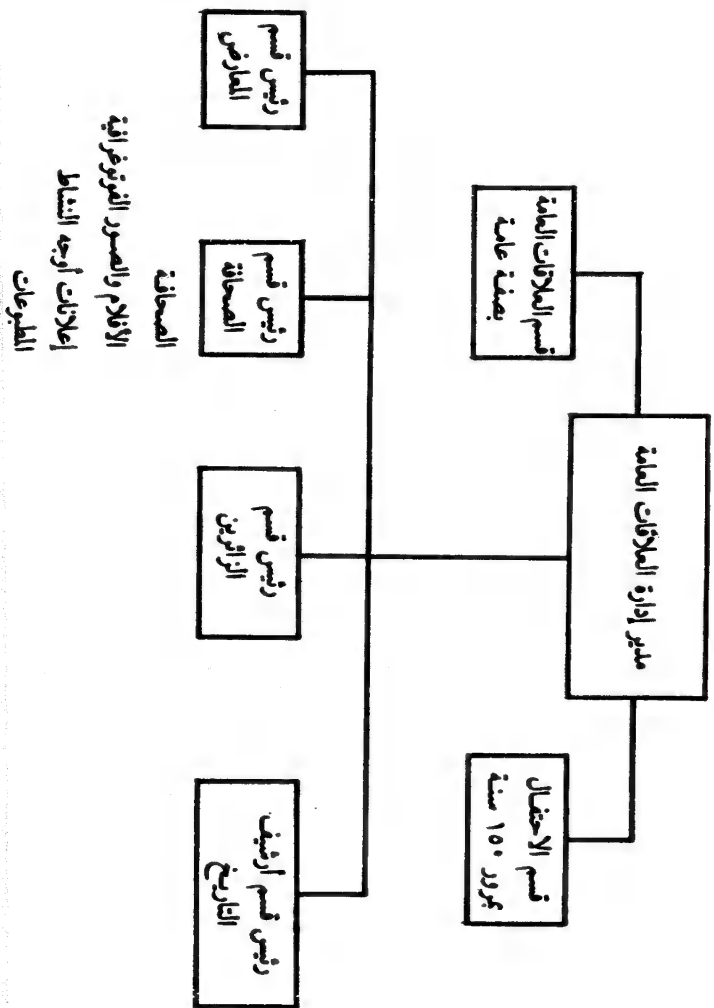 مدير إدارة العلاقات العامة
قسم الاحتفال
بمرور ١٥٠ سنة
قسم العلاقات العامة
بصفة عامة
رئيس قسم أرشيف
التاريخ
رئيس قسم
الزائرين
رئيس قسم
الصحافة
رئيس قسم
المعارض
الصحافة
الأفلام والصور الفوتوغرافية
إعلانات أوجه النشاط
المطبوعات